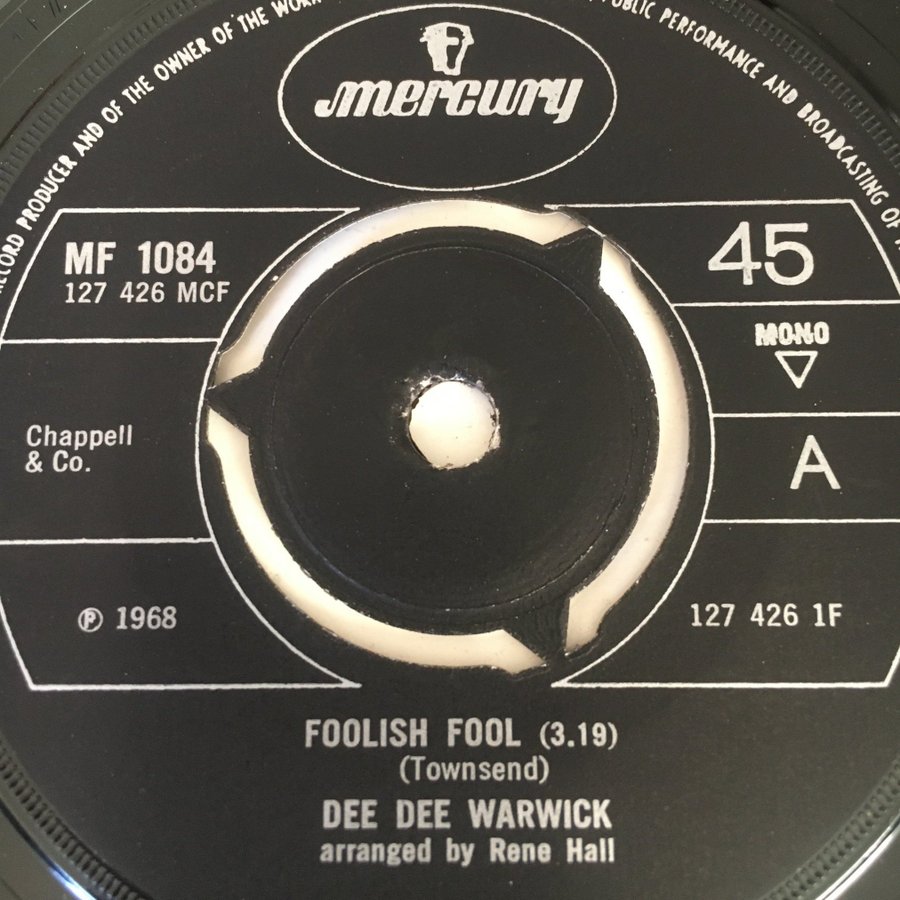 RECORD PRODUCER AND OF THE OWNER OF THE
PUBLIC PERFORMANCE AND BROADCASTING OF
mercury
MF 1084
127 426 MCF
45
MONO
Chappell
& Co.
A
℗ 1968
127 426 1F
FOOLISH FOOL (3.19)
(Townsend)
DEE DEE WARWICK
arranged by Rene Hall